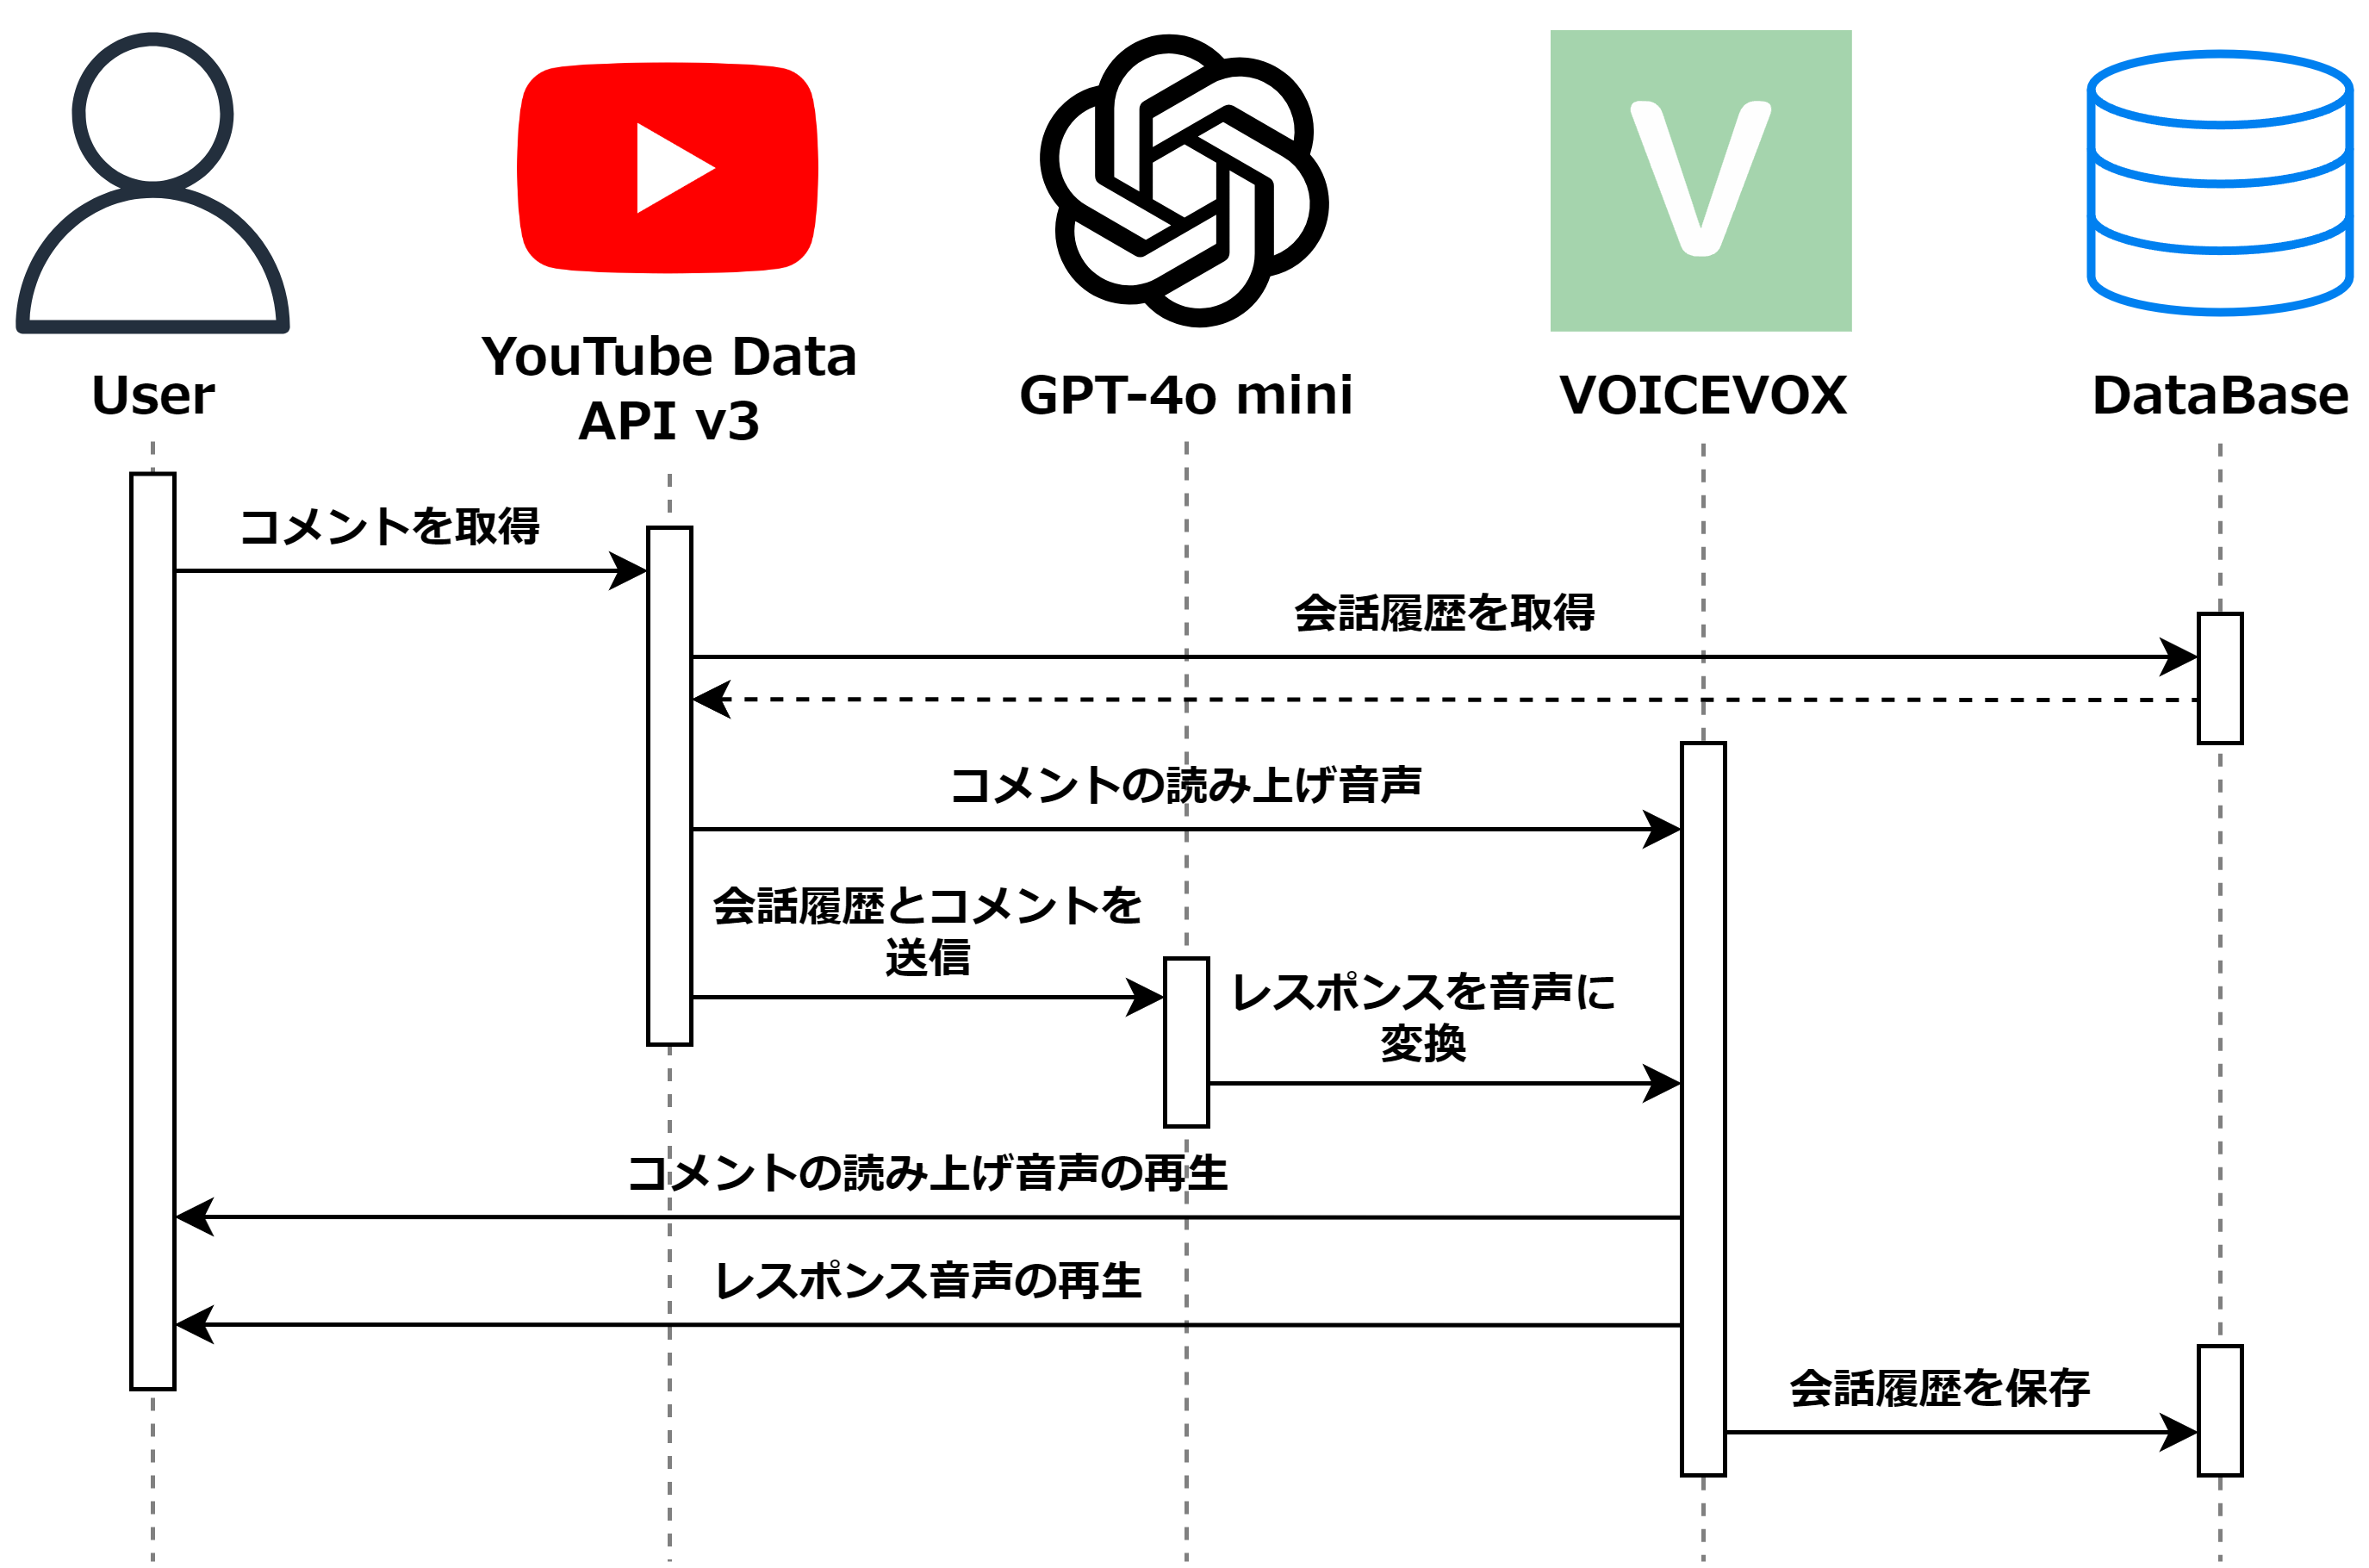 User
YouTube Data
API v3
GPT-4o mini
VOICEVOX
DataBase
コメントを取得
会話履歴を取得
コメントの読み上げ音声
会話履歴とコメントを
送信
レスポンスを音声に
変換
コメントの読み上げ音声の再生
レスポンス音声の再生
会話履歴を保存